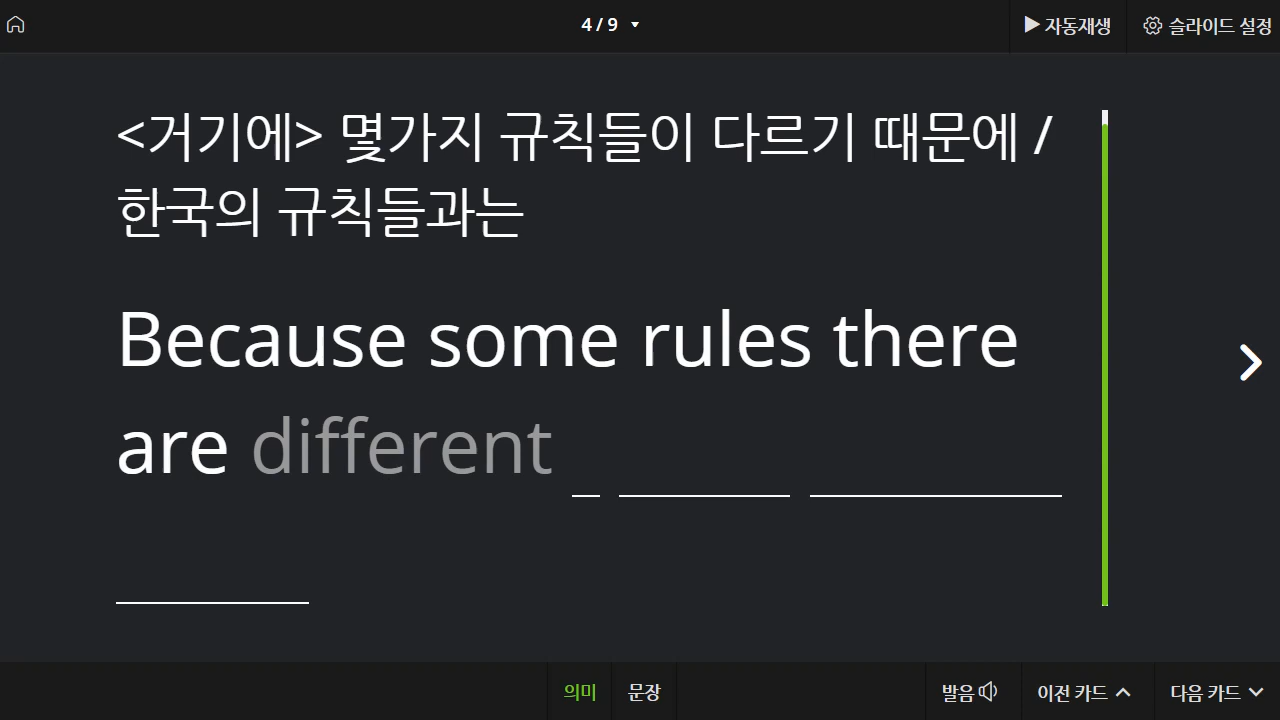 4 / 9
자동재생
슬라이드 설정
<거기에> 몇가지 규칙들이 다르기 때문에 /
한국의 규칙들과는
Because some rules there
are different
의미
문장
발음
이전 카드
다음 카드